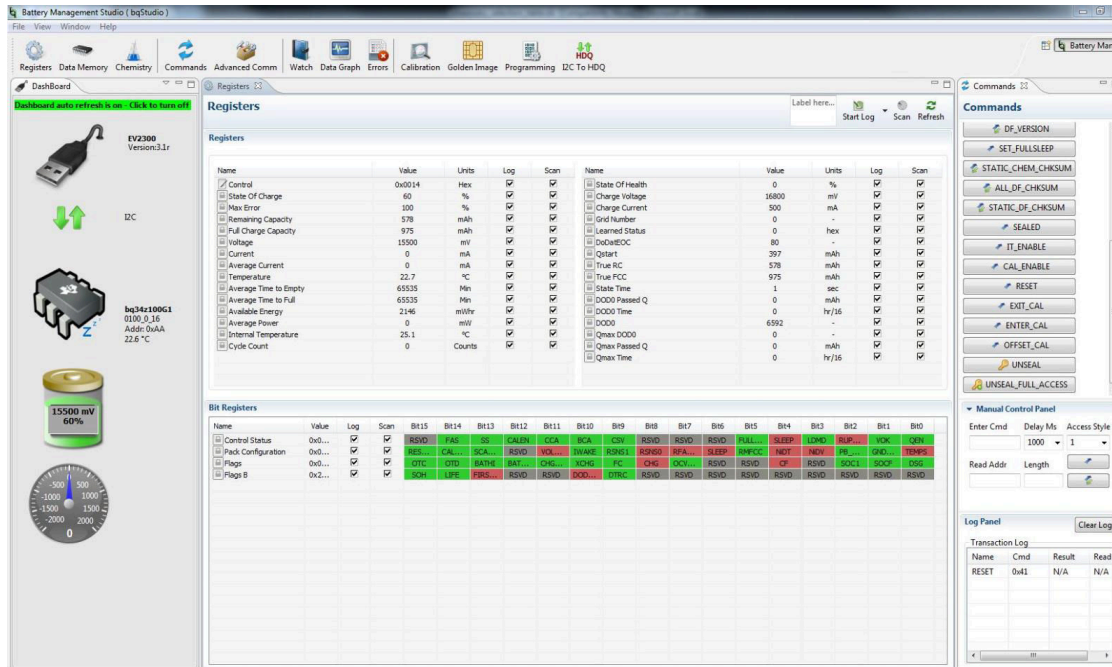 Battery Management Studio ( bqStudio )
File View Window Help
Registers Data Memory Chemistry Commands Advanced Comm Watch Data Graph Errors Calibration Golden Image Programming I2C To HDQ
HDQ
Battery Man
DashBoard
Dashboard auto refresh is on - Click to turn off
EV2300
Version:3.1r
I2C
bq34z100G1
0100_0_16
Addr: 0xAA
22.6 °C
15500 mV
60%
-500 500
-1000 1000
-1500 1500
-2000 2000
0
Registers
Registers
Label here...
Start Log Scan Refresh
Registers
Name Value Units Log Scan
Control 0x0014 Hex
State Of Charge 60 %
Max Error 100 %
Remaining Capacity 578 mAh
Full Charge Capacity 975 mAh
Voltage 15500 mV
Current 0 mA
Average Current 0 mA
Temperature 22.7 °C
Average Time to Empty 65535 Min
Average Time to Full 65535 Min
Available Energy 2146 mWhr
Average Power 0 mW
Internal Temperature 25.1 °C
Cycle Count 0 Counts
Name Value Units Log Scan
State Of Health 0 %
Charge Voltage 16800 mV
Charge Current 500 mA
Grid Number 0 -
Learned Status 0 hex
DoDatEOC 80 -
Qstart 397 mAh
True RC 578 mAh
True FCC 975 mAh
State Time 1 sec
DOD0 Passed Q 0 mAh
DOD0 Time 0 hr/16
DOD0 6592 -
Qmax DOD0 0 -
Qmax Passed Q 0 mAh
Qmax Time 0 hr/16
Bit Registers
Name Value Log Scan Bit15 Bit14 Bit13 Bit12 Bit11 Bit10 Bit9 Bit8 Bit7 Bit6 Bit5 Bit4 Bit3 Bit2 Bit1 Bit0
Control Status 0x0... RSVD FAS SS CALEN CCA BCA CSV RSVD RSVD RSVD FULL... SLEEP LDMD RUP... VOK QEN
Pack Configuration 0x0... RES... CAL... SCA... RSVD VOL... IWAKE RSNS1 RSNS0 RFA... SLEEP RMFCC NIDT NIDV PB_... GND... TEMPS
Flags 0x0... OTC OTD BATHI BAT... CHG... XCHG FC CHG OCV... RSVD RSVD CF RSVD SOC1 SOCF DSG
Flags B 0x2... SOH LIFE FIRS... RSVD RSVD DOD... DTRC RSVD RSVD RSVD RSVD RSVD RSVD RSVD RSVD RSVD
Commands
Commands
DF_VERSION
SET_FULLSLEEP
STATIC_CHEM_CHKSUM
ALL_DF_CHKSUM
STATIC_DF_CHKSUM
SEALED
IT_ENABLE
CAL_ENABLE
RESET
EXIT_CAL
ENTER_CAL
OFFSET_CAL
UNSEAL
UNSEAL_FULL_ACCESS
Manual Control Panel
Enter Cmd Delay Ms Access Style
1000 1
Read Addr Length
Log Panel
Clear Log
Transaction Log
Name Cmd Result Read
RESET 0x41 N/A N/A